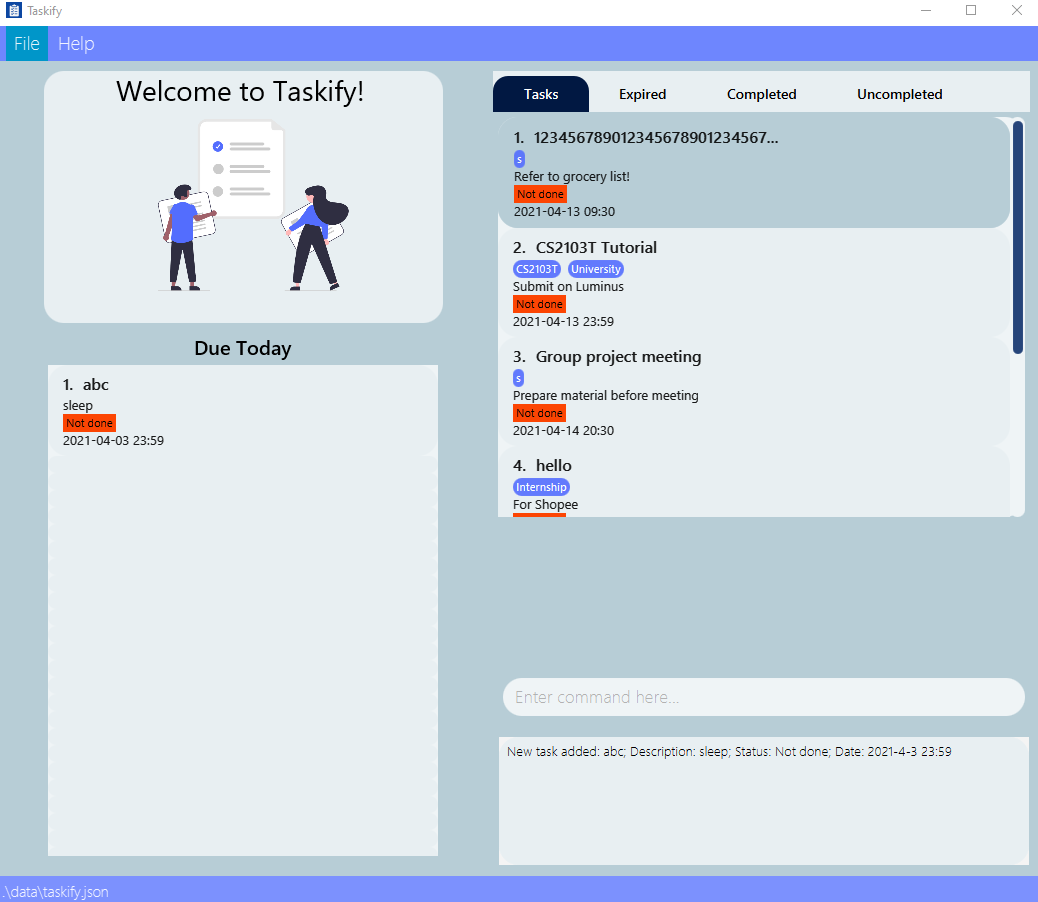 Taskify
File Help
Welcome to Taskify!
Due Today
1. abc
sleep
Not done
2021-04-03 23:59
Tasks Expired Completed Uncompleted
1. 123456789012345678901234567...
s
Refer to grocery list!
Not done
2021-04-13 09:30
2. CS2103T Tutorial
CS2103T University
Submit on Luminus
Not done
2021-04-13 23:59
3. Group project meeting
s
Prepare material before meeting
Not done
2021-04-14 20:30
4. hello
Internship
For Shopee
Enter command here...
New task added: abc; Description: sleep; Status: Not done; Date: 2021-4-3 23:59
.\data\taskify.json